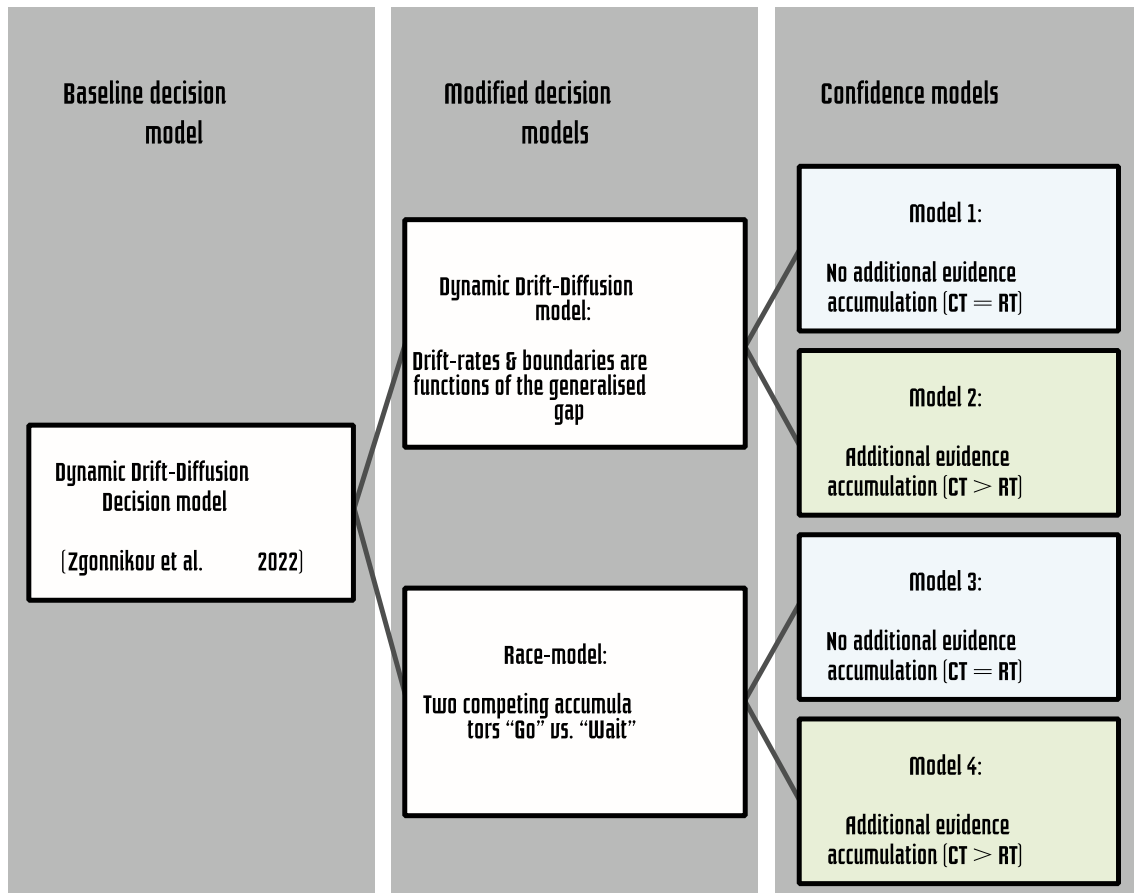 Baseline decision
model
Dynamic Drift-Diffusion
Decision model
(Zgonnikov et al. 2022)
Modified decision
models
Dynamic Drift-Diffusion
model:
Drift-rates & boundaries are
functions of the generalised
gap
Race-model:
Two competing accumula
tors “Go” vs. “Wait”
Confidence models
Model 1:
No additional evidence
accumulation (CT = RT)
Model 2:
Additional evidence
accumulation (CT > RT)
Model 3:
No additional evidence
accumulation (CT = RT)
Model 4:
Additional evidence
accumulation (CT > RT)